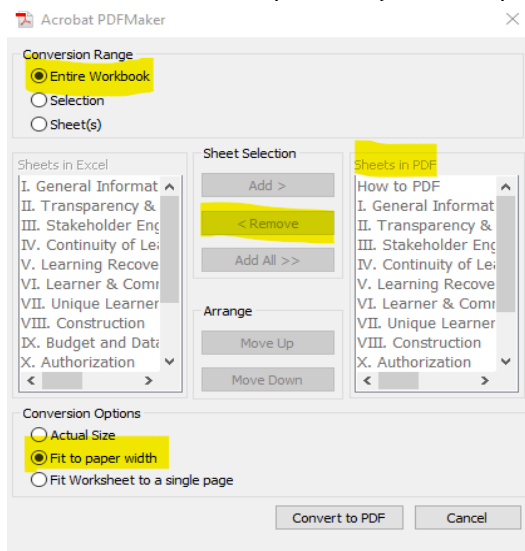 Acrobat PDFMaker
Conversion Range
Entire Workbook
Selection
Sheet(s)
Sheets in Excel
I. General Informat
II. Transparency &
III. Stakeholder Eng
IV. Continuity of Lea
V. Learning Recove
VI. Learner & Comr
VII. Unique Learner
VIII. Construction
IX. Budget and Data
X. Authorization
Sheet Selection
Add >
< Remove
Add All >>
Arrange
Move Up
Move Down
Sheets in PDF
How to PDF
I. General Informat
II. Transparency &
III. Stakeholder Eng
IV. Continuity of Lea
V. Learning Recove
VI. Learner & Comr
VII. Unique Learner
VIII. Construction
X. Authorization
Conversion Options
Actual Size
Fit to paper width
Fit Worksheet to a single page
Convert to PDF
Cancel